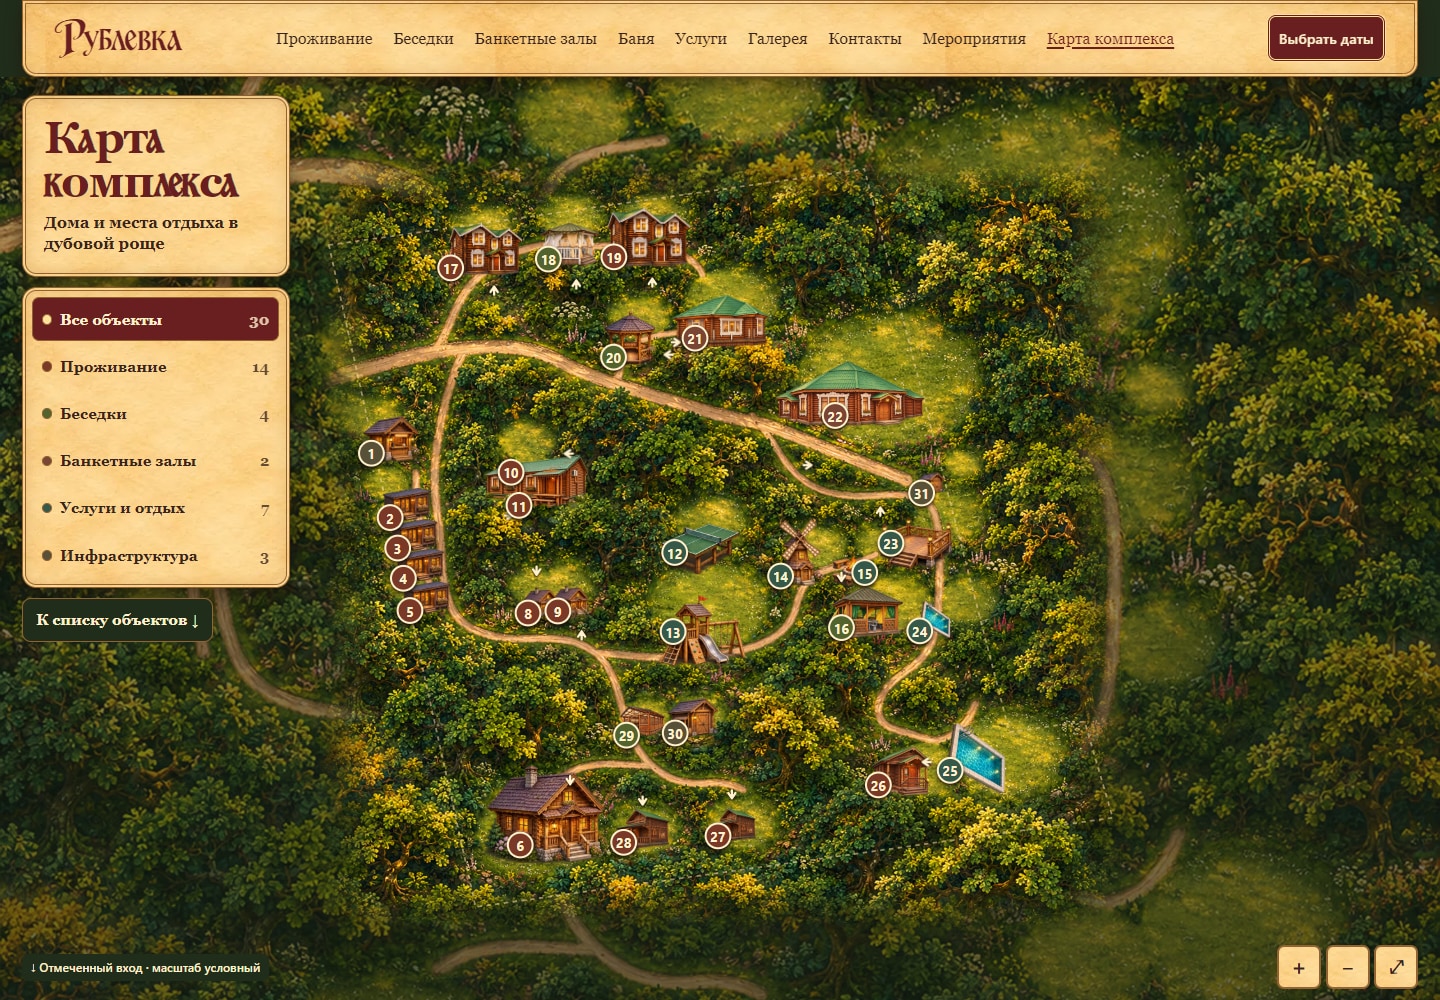 Рублевка
Проживание Беседки Банкетные залы Баня Услуги Галерея Контакты Мероприятия Карта комплекса
Выбрать даты
Карта
комплекса
Дома и места отдыха в
дубовой роще
Все объекты 30
Проживание 14
Беседки 4
Банкетные залы 2
Услуги и отдых 7
Инфраструктура 3
К списку объектов ↓
17
18
19
20
21
22
1
10
11
31
2
3
4
5
12
23
14
15
8
9
13
16
24
29
30
25
26
6
28
27
↓ Отмеченный вход · масштаб условный
+ − ⤢